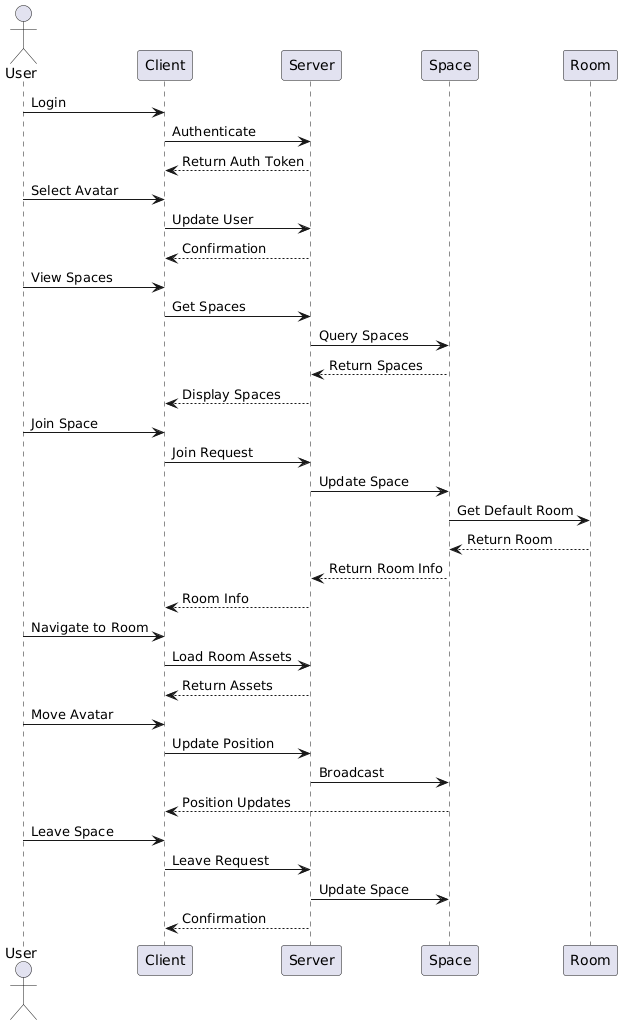 User
Client
Server
Space
Room
Login
Authenticate
Return Auth Token
Select Avatar
Update User
Confirmation
View Spaces
Get Spaces
Query Spaces
Return Spaces
Display Spaces
Join Space
Join Request
Update Space
Get Default Room
Return Room
Return Room Info
Room Info
Navigate to Room
Load Room Assets
Return Assets
Move Avatar
Update Position
Broadcast
Position Updates
Leave Space
Leave Request
Update Space
Confirmation
User
Client
Server
Space
Room